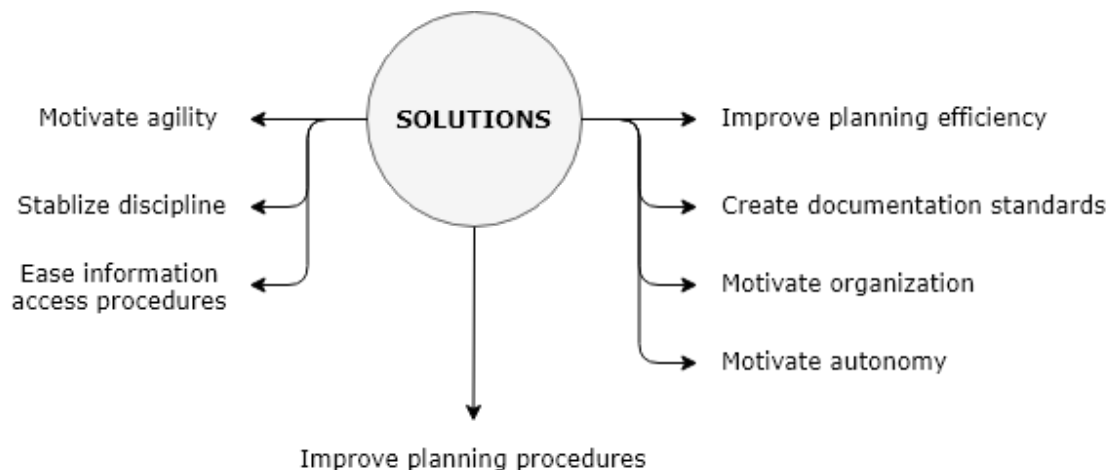 SOLUTIONS
Motivate agility
Stablize discipline
Ease information
access procedures
Improve planning efficiency
Create documentation standards
Motivate organization
Motivate autonomy
Improve planning procedures